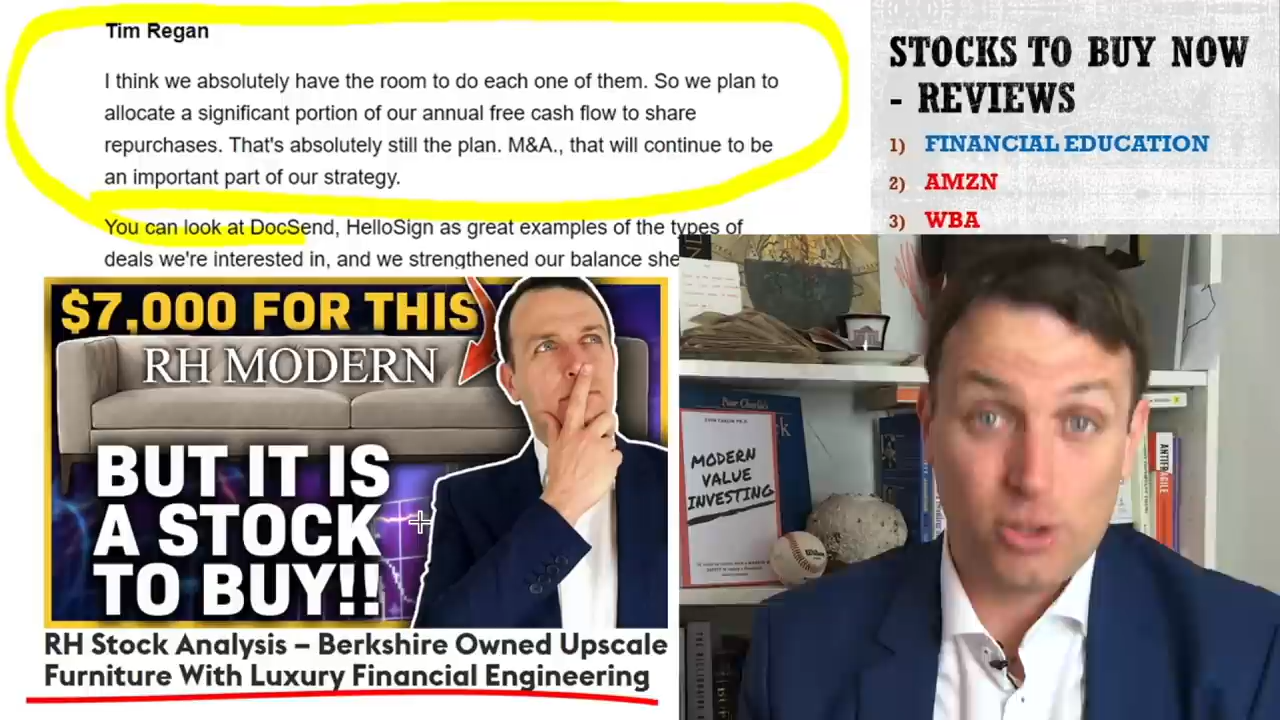 Tim Regan
I think we absolutely have the room to do each one of them. So we plan to
allocate a significant portion of our annual free cash flow to share
repurchases. That's absolutely still the plan. M&A., that will continue to be
an important part of our strategy.
You can look at DocSend, HelloSign as great examples of the types of
deals we're interested in, and we strengthened our balance she
$7,000 FOR THIS
RH MODERN
BUT IT IS
A STOCK
TO BUY!!
RH Stock Analysis – Berkshire Owned Upscale
Furniture With Luxury Financial Engineering
STOCKS TO BUY NOW
- REVIEWS
1) FINANCIAL EDUCATION
2) AMZN
3) WBA
Poor Charlie's
k
MODERN
VALUE
INVESTING
Wilson
ANTIFRAGILE